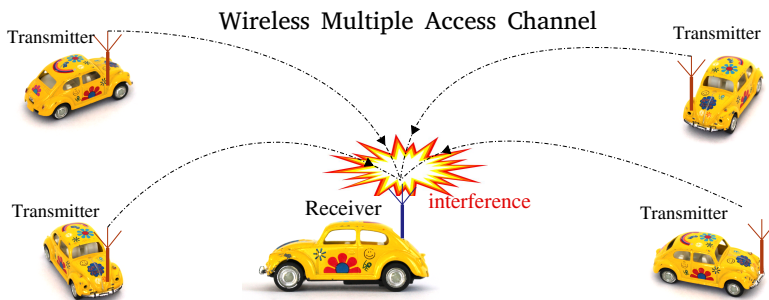 Wireless Multiple Access Channel
Transmitter
Transmitter
Transmitter
Receiver
interference
Transmitter